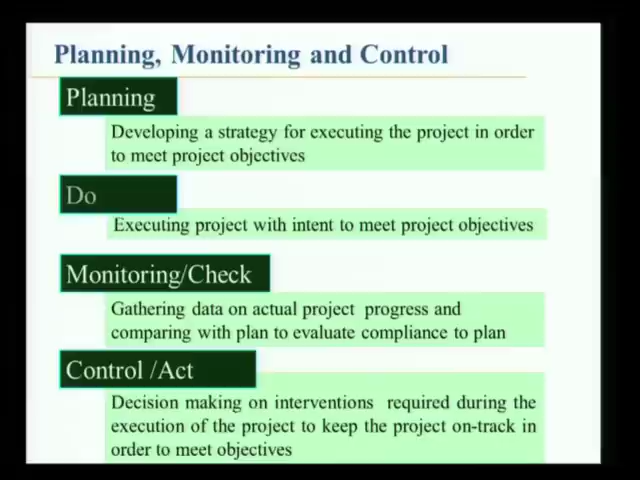 Planning, Monitoring and Control
Planning
Developing a strategy for executing the project in order
to meet project objectives
Do
Executing project with intent to meet project objectives
Monitoring/Check
Gathering data on actual project progress and
comparing with plan to evaluate compliance to plan
Control /Act
Decision making on interventions required during the
execution of the project to keep the project on-track in
order to meet objectives